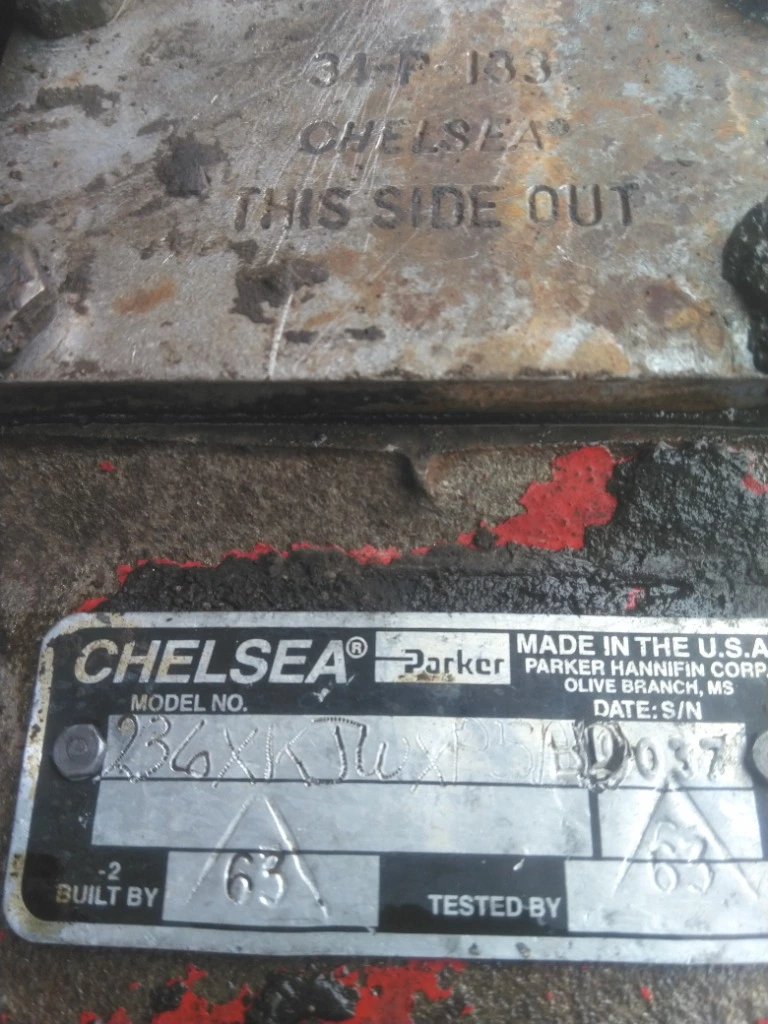 34-P-133
CHELSEA®
THIS SIDE OUT
CHELSEA® Parker MADE IN THE U.S.A
PARKER HANNIFIN CORP.
OLIVE BRANCH, MS
MODEL NO. DATE: S/N
63 63
-2
BUILT BY TESTED BY